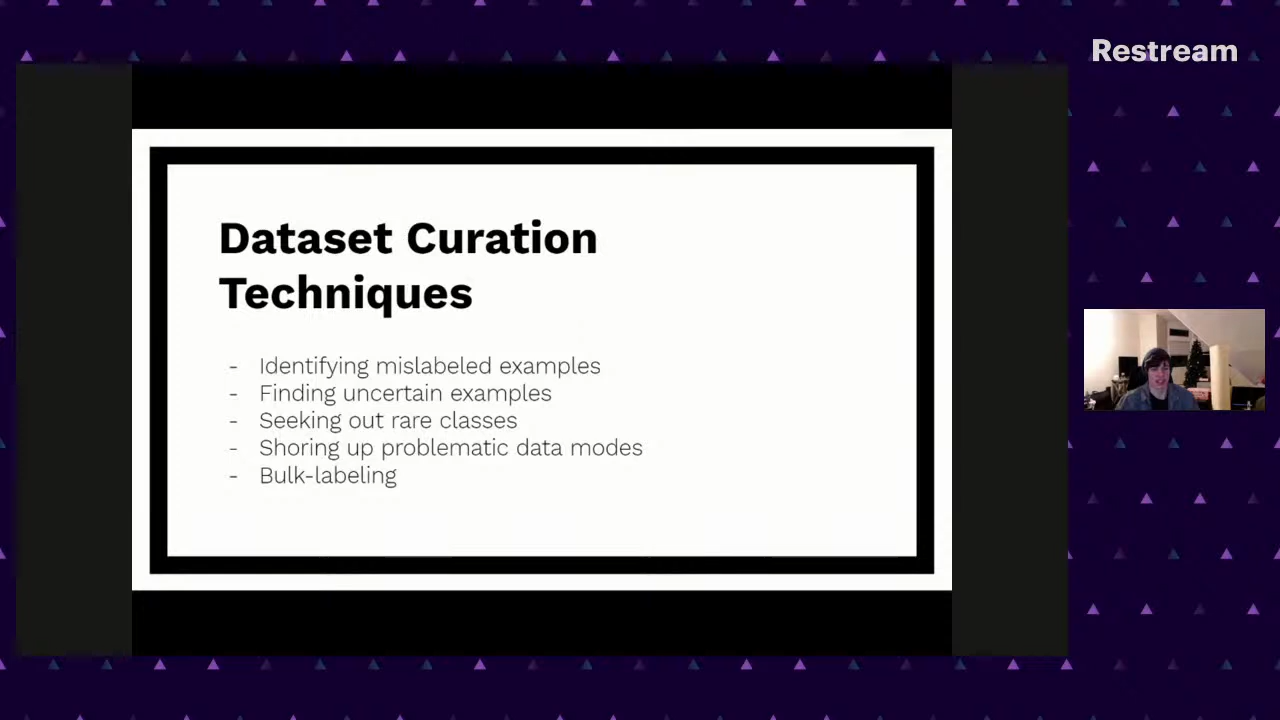 Restream
Dataset Curation
Techniques
- Identifying mislabeled examples
- Finding uncertain examples
- Seeking out rare classes
- Shoring up problematic data modes
- Bulk-labeling